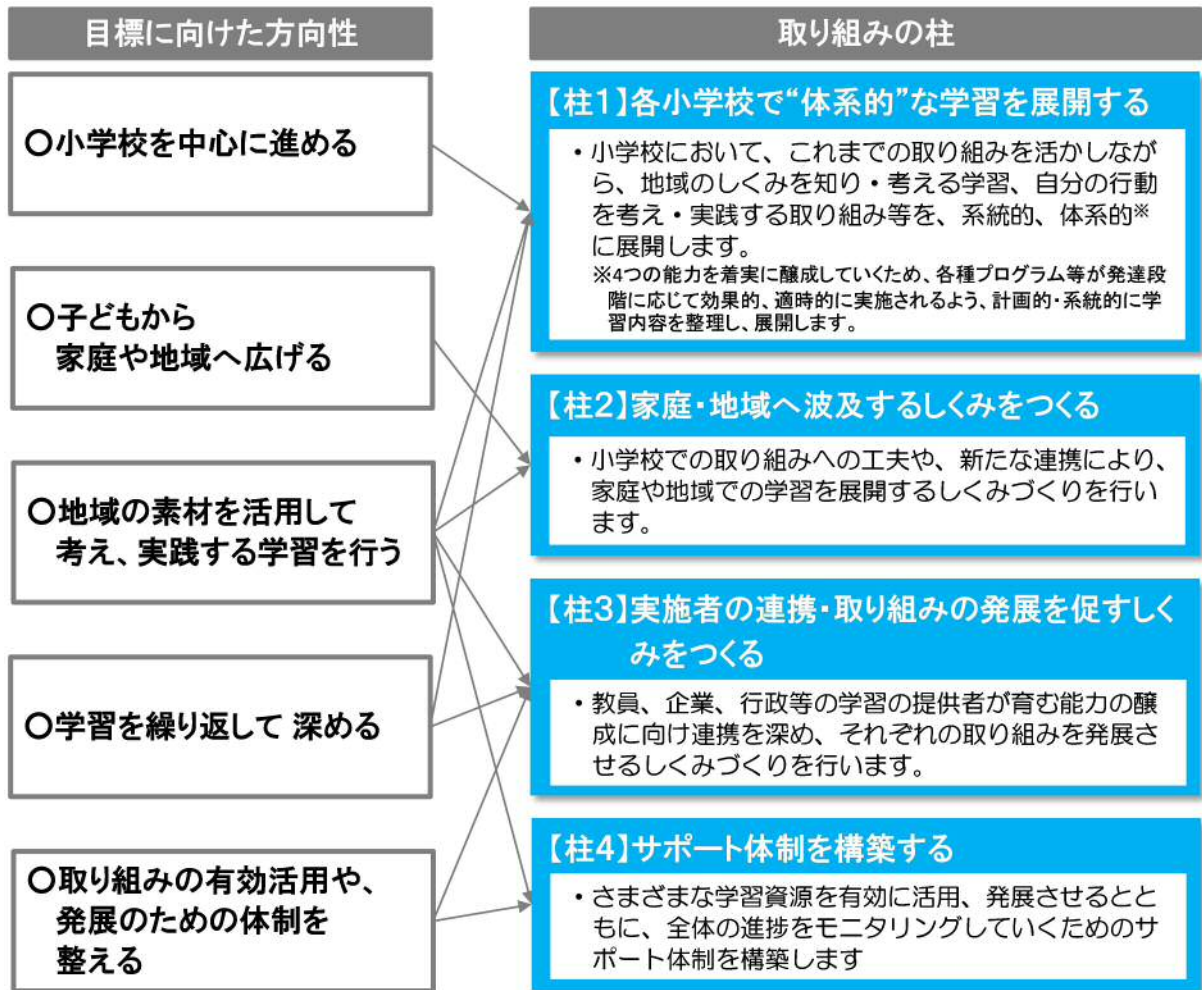 目標に向けた方向性
〇小学校を中心に進める
〇子どもから
家庭や地域へ広げる
〇地域の素材を活用して
考え、実践する学習を行う
〇学習を繰り返して 深める
〇取り組みの有効活用や、
発展のための体制を
整える
取り組みの柱
【柱1】各小学校で“体系的”な学習を展開する
・小学校において、これまでの取り組みを活かしなが
ら、地域のしくみを知り・考える学習、自分の行動
を考え・実践する取り組み等を、系統的、体系的※
に展開します。
※4つの能力を着実に醸成していくため、各種プログラム等が発達段
階に応じて効果的、適時的に実施されるよう、計画的・系統的に学
習内容を整理し、展開します。
【柱2】家庭・地域へ波及するしくみをつくる
・小学校での取り組みへの工夫や、新たな連携により、
家庭や地域での学習を展開するしくみづくりを行い
ます。
【柱3】実施者の連携・取り組みの発展を促すしく
みをつくる
・教員、企業、行政等の学習の提供者が育む能力の醸
成に向け連携を深め、それぞれの取り組みを発展さ
せるしくみづくりを行います。
【柱4】サポート体制を構築する
・さまざまな学習資源を有効に活用、発展させるとと
もに、全体の進捗をモニタリングしていくためのサ
ポート体制を構築します